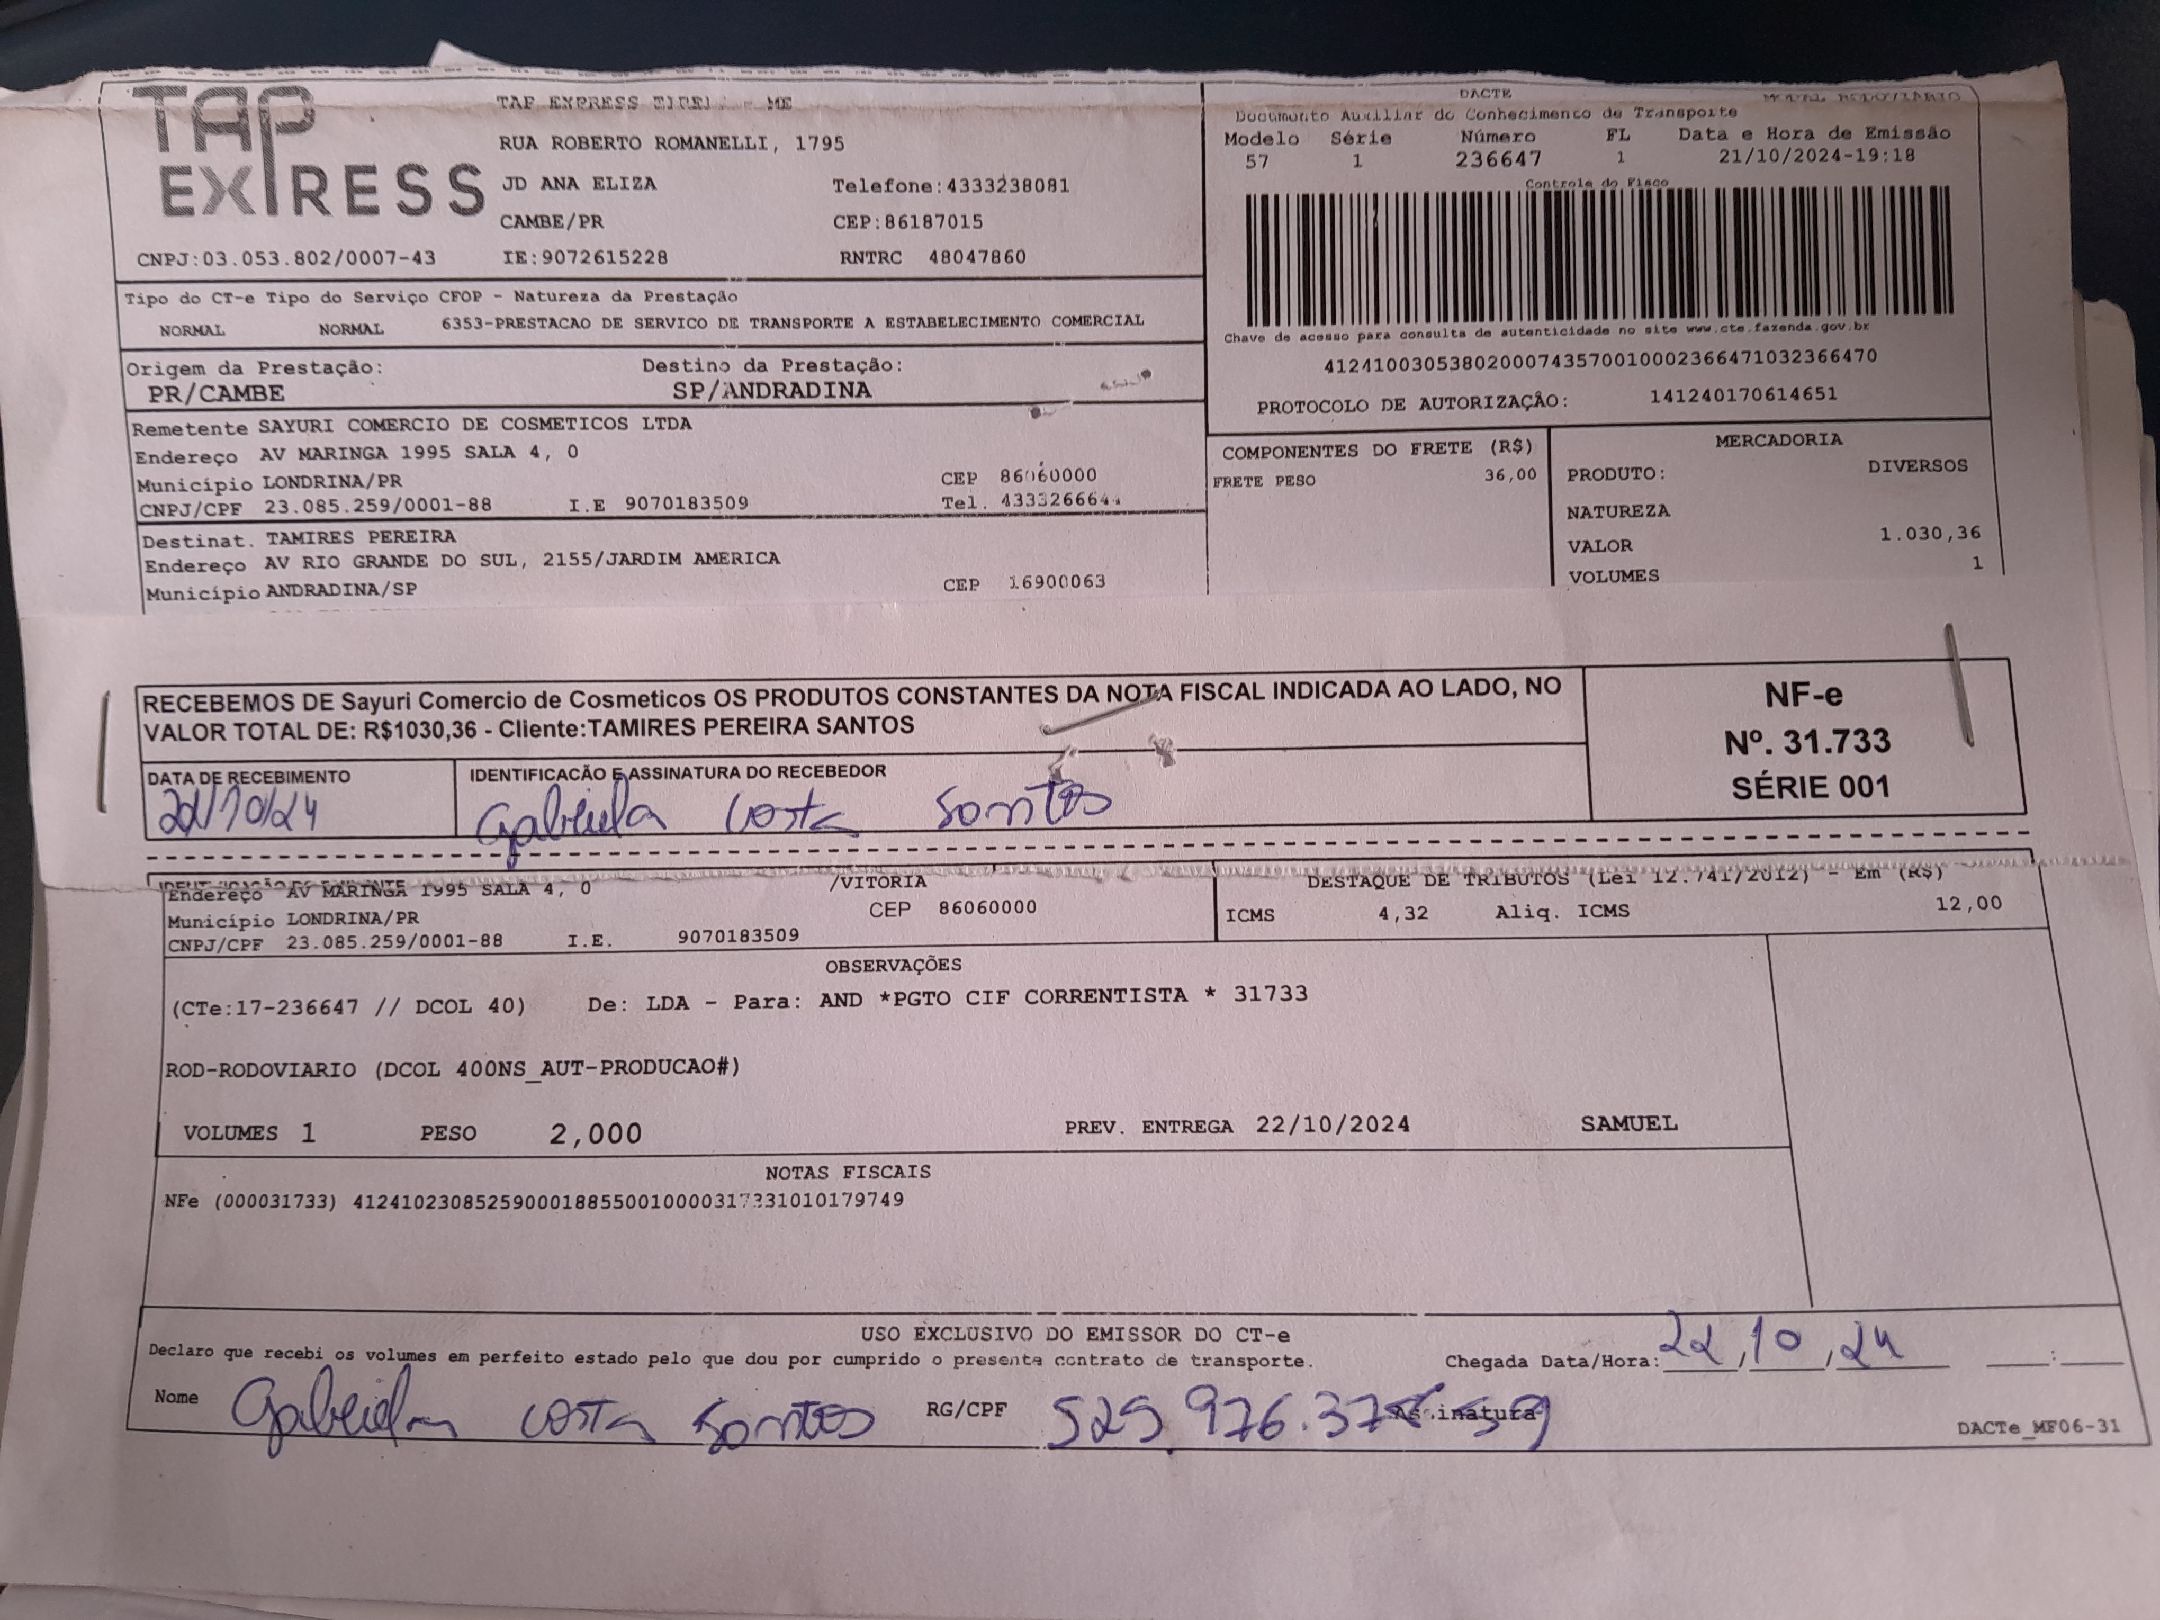 TAP EXPRESS
TAP EXPRESS - ME
RUA ROBERTO ROMANELLI, 1795
JD ANA ELIZA Telefone:4333238081
CAMBE/PR CEP:86187015
CNPJ:03.053.802/0007-43 IE:9072615228 RNTRC 48047860
DACTE
MODAL RODOVIÁRIO
Documento Auxiliar do Conhecimento de Transporte
Modelo Série Número FL Data e Hora de Emissão
57 1 236647 1 21/10/2024-19:18
Controle do Fisco
Chave de acesso para consulta de autenticidade no site www.cte.fazenda.gov.br
41241003053802000743570010002366471032366470
PROTOCOLO DE AUTORIZAÇÃO: 141240170614651
Tipo do CT-e Tipo do Serviço CFOP - Natureza da Prestação
NORMAL NORMAL 6353-PRESTACAO DE SERVICO DE TRANSPORTE A ESTABELECIMENTO COMERCIAL
Origem da Prestação: Destino da Prestação:
PR/CAMBE SP/ANDRADINA
Remetente SAYURI COMERCIO DE COSMETICOS LTDA
Endereço AV MARINGA 1995 SALA 4, 0
Município LONDRINA/PR CEP 86060000
CNPJ/CPF 23.085.259/0001-88 I.E 9070183509 Tel.
Destinat. TAMIRES PEREIRA
Endereço AV RIO GRANDE DO SUL, 2155/JARDIM AMERICA
Município ANDRADINA/SP CEP 16900063
COMPONENTES DO FRETE (R$)
FRETE PESO 36,00
MERCADORIA
PRODUTO: DIVERSOS
NATUREZA
VALOR 1.030,36
VOLUMES 1
RECEBEMOS DE Sayuri Comercio de Cosmeticos OS PRODUTOS CONSTANTES DA NOTA FISCAL INDICADA AO LADO, NO
VALOR TOTAL DE: R$1030,36 - Cliente:TAMIRES PEREIRA SANTOS
NF-e
Nº. 31.733
SÉRIE 001
DATA DE RECEBIMENTO IDENTIFICACÃO E ASSINATURA DO RECEBEDOR
22/10/24 Gabriela Costa Santos
Endereço AV MARINGA 1995 SALA 4, 0 /VITORIA
Município LONDRINA/PR CEP 86060000
CNPJ/CPF 23.085.259/0001-88 I.E. 9070183509
DESTAQUE DE TRIBUTOS (Lei 12.741/2012) - Em (R$)
ICMS 4,32 Aliq. ICMS 12,00
OBSERVAÇÕES
(CTe:17-236647 // DCOL 40) De: LDA - Para: AND *PGTO CIF CORRENTISTA * 31733
ROD-RODOVIARIO (DCOL 400NS_AUT-PRODUCAO#)
VOLUMES 1 PESO 2,000 PREV. ENTREGA 22/10/2024 SAMUEL
NOTAS FISCAIS
NFe (000031733) 41241023085259000188550010000317331010179749
USO EXCLUSIVO DO EMISSOR DO CT-e
Declaro que recebi os volumes em perfeito estado pelo que dou por cumprido o presente contrato de transporte.
Chegada Data/Hora: 22/10/24 :
Nome Gabriela Costa Santos RG/CPF Assinatura
DACTe_MF06-31